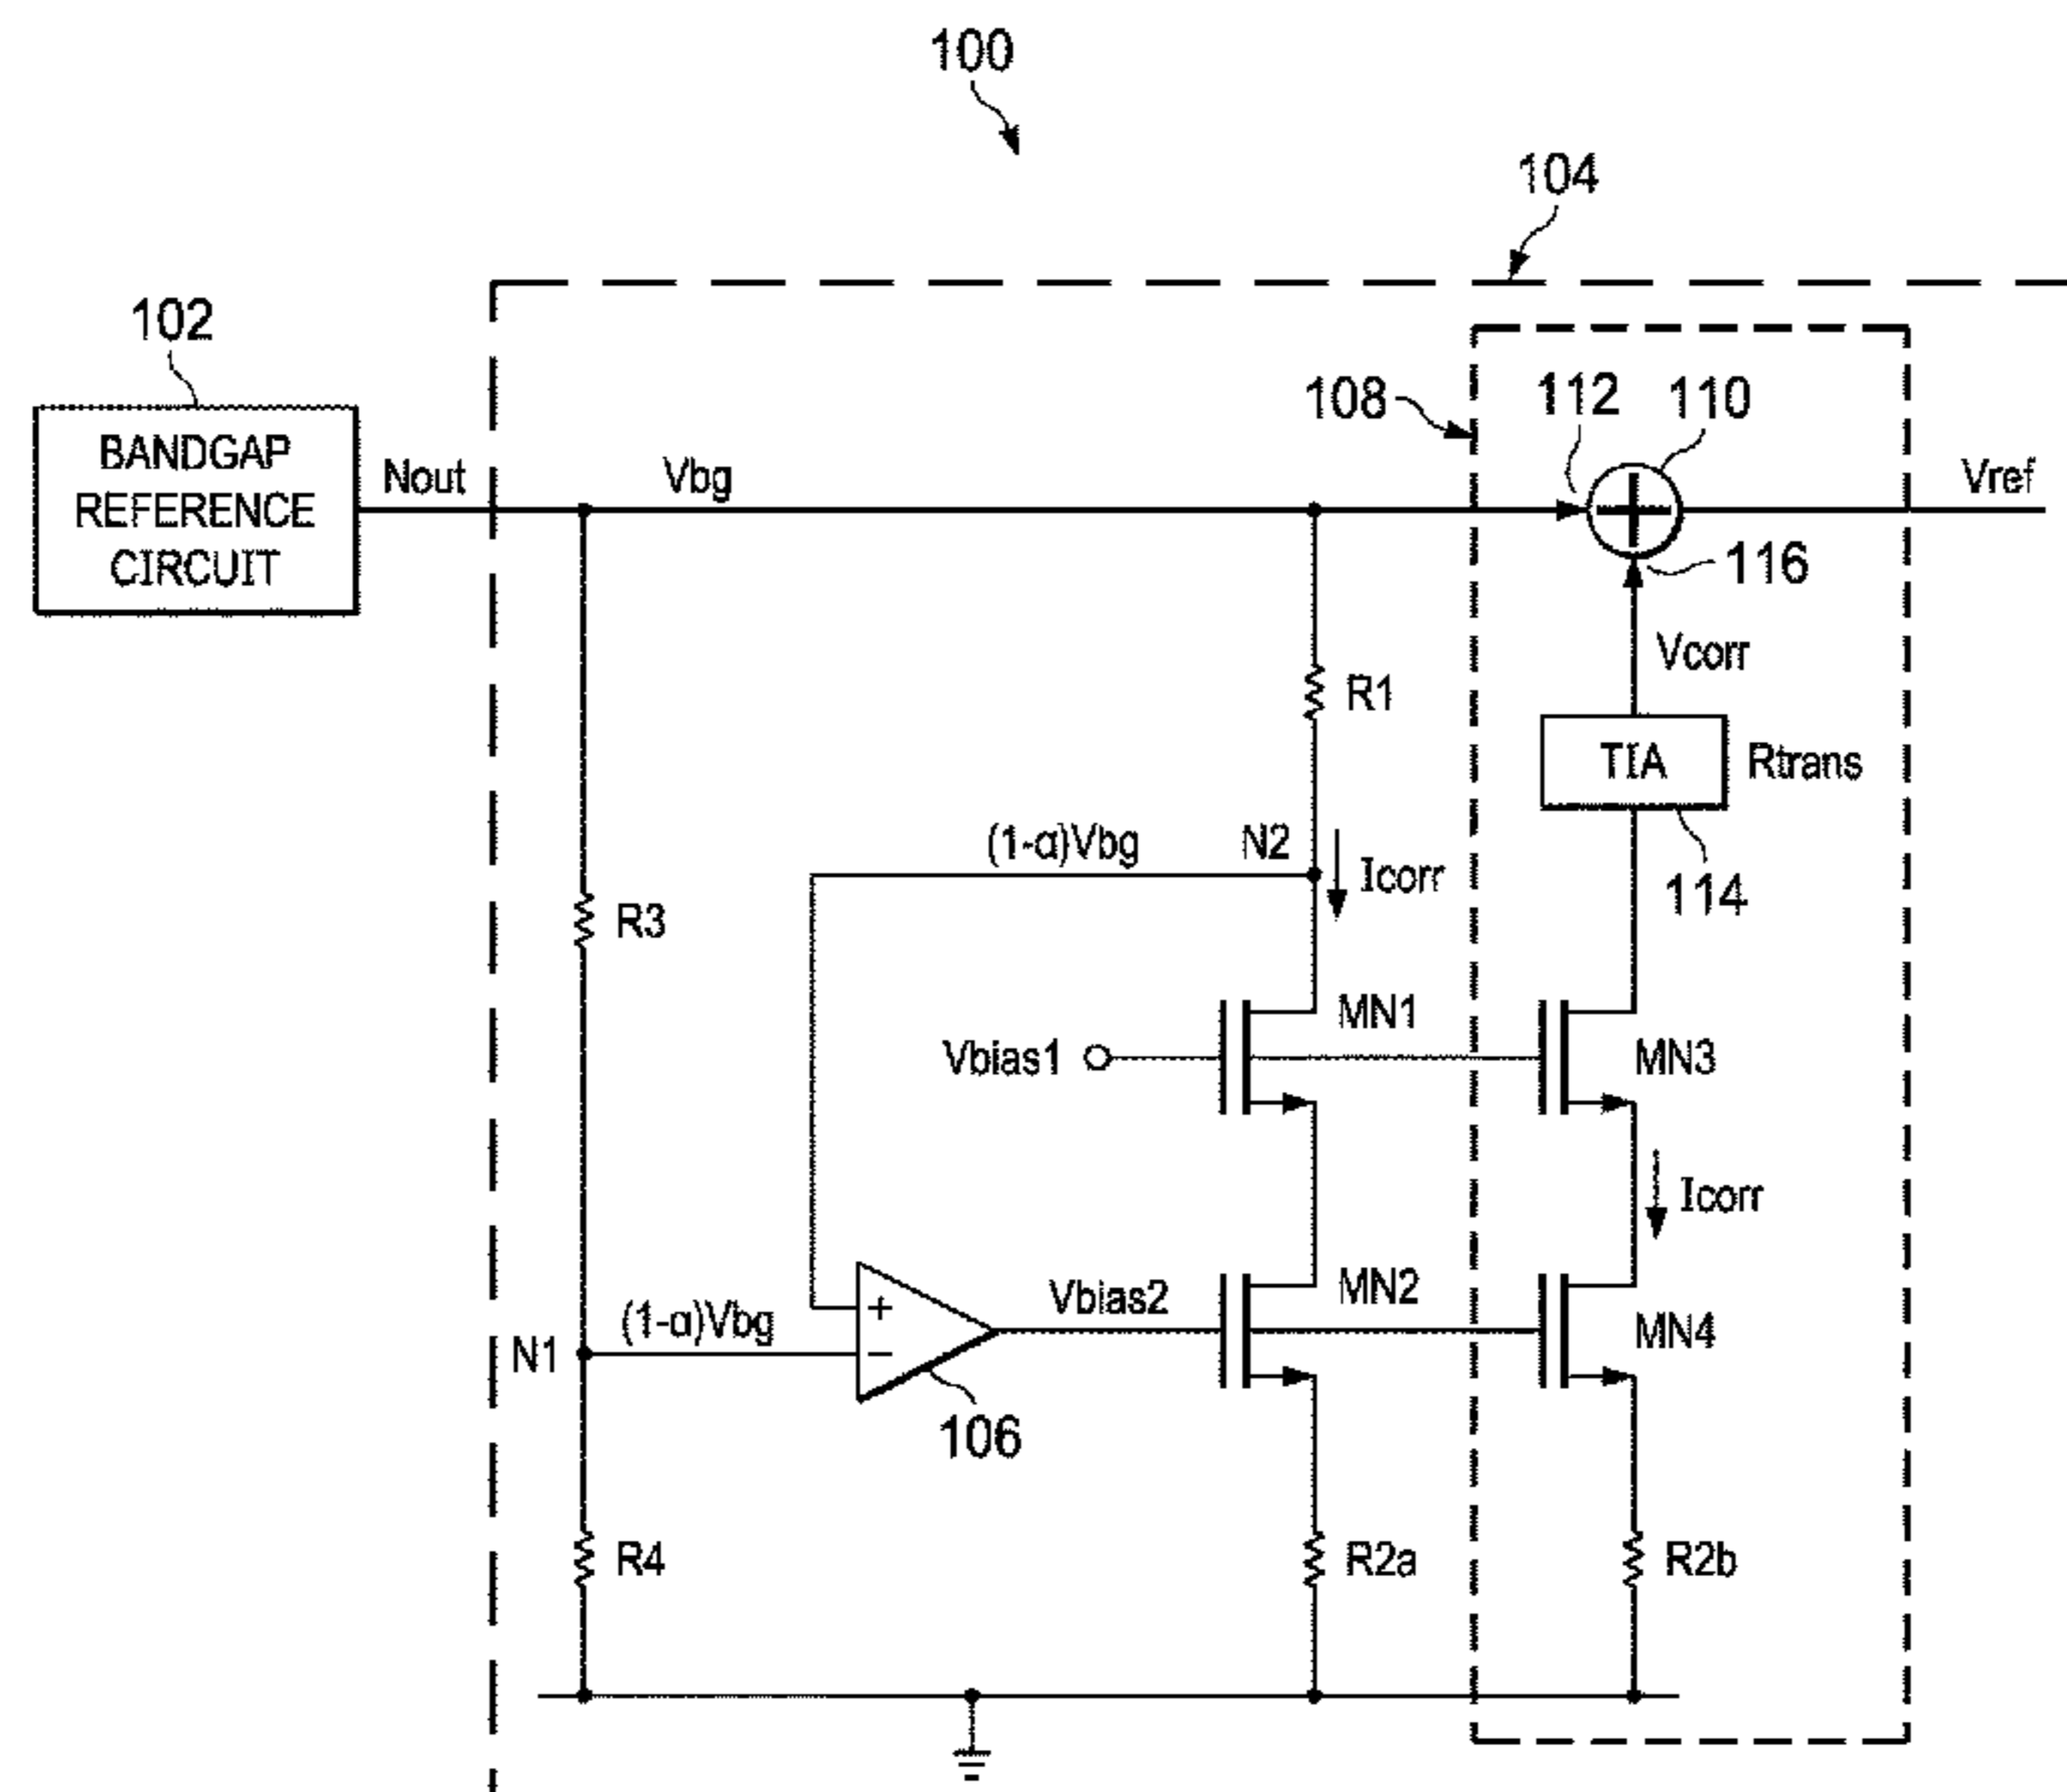 100
104
102
108
112
110
BANDGAP
REFERENCE
CIRCUIT
Nout
Vbg
Vref
116
Vcorr
R1
TIA
Rtrans
(1-α)Vbg
N2
Icorr
114
R3
MN1
Vbias1
MN3
Icorr
+
Vbias2
MN2
(1-α)Vbg
MN4
N1
−
106
R4
R2a
R2b